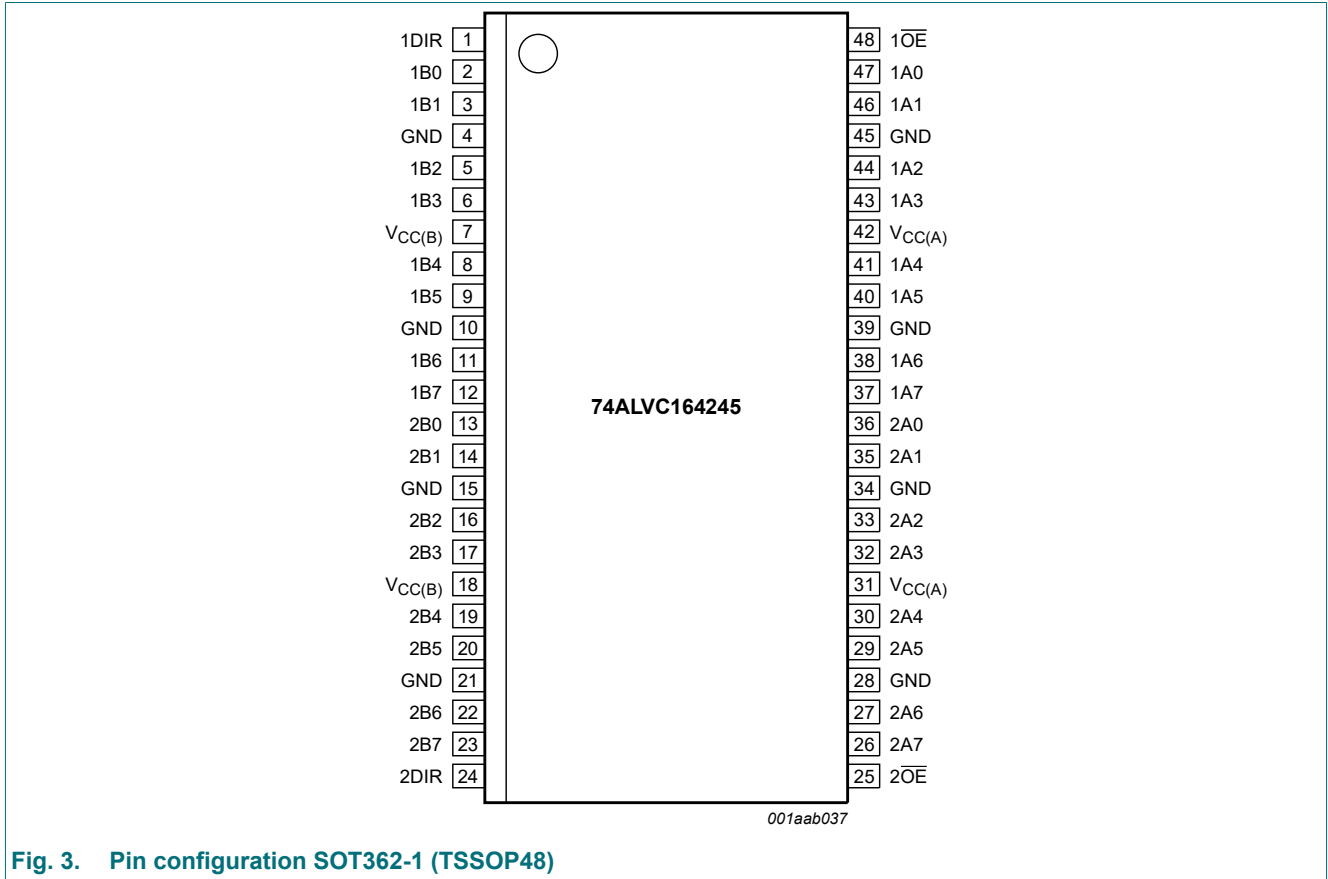 1DIR 1 48 1O̅E̅
1B0 2 47 1A0
1B1 3 46 1A1
GND 4 45 GND
1B2 5 44 1A2
1B3 6 43 1A3
VCC(B) 7 42 VCC(A)
1B4 8 41 1A4
1B5 9 40 1A5
GND 10 39 GND
1B6 11 38 1A6
1B7 12 37 1A7
74ALVC164245
2B0 13 36 2A0
2B1 14 35 2A1
GND 15 34 GND
2B2 16 33 2A2
2B3 17 32 2A3
VCC(B) 18 31 VCC(A)
2B4 19 30 2A4
2B5 20 29 2A5
GND 21 28 GND
2B6 22 27 2A6
2B7 23 26 2A7
2DIR 24 25 2O̅E̅
001aab037
Fig. 3. Pin configuration SOT362-1 (TSSOP48)